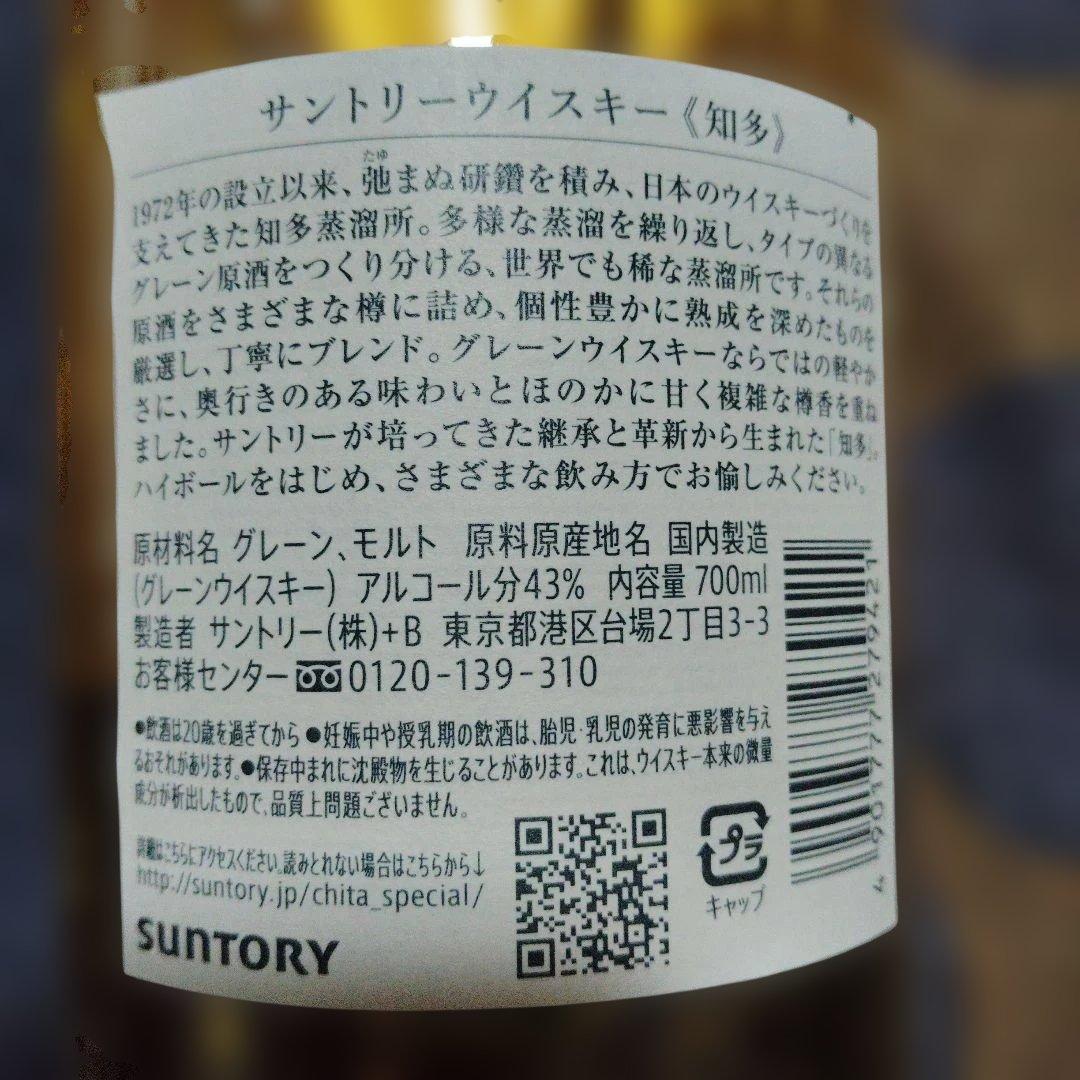 サントリーウイスキー《知多》
たゆ
1972年の設立以来、弛まぬ研鑽を積み、日本のウイスキーづくりを
支えてきた知多蒸溜所。多様な蒸溜を繰り返し、タイプの異なる
グレーン原酒をつくり分ける、世界でも稀な蒸溜所です。それらの
原酒をさまざまな樽に詰め、個性豊かに熟成を深めたものを
厳選し、丁寧にブレンド。グレーンウイスキーならではの軽やか
さに、奥行きのある味わいとほのかに甘く複雑な樽香を重ね
ました。サントリーが培ってきた継承と革新から生まれた「知多」。
ハイボールをはじめ、さまざまな飲み方でお愉しみください。
原材料名 グレーン、モルト 原料原産地名 国内製造
(グレーンウイスキー) アルコール分43% 内容量 700ml
製造者 サントリー(株)+B 東京都港区台場2丁目3-3
お客様センター 0120-139-310
●飲酒は20歳を過ぎてから ●妊娠中や授乳期の飲酒は、胎児・乳児の発育に悪影響を与え
るおそれがあります。●保存中まれに沈殿物を生じることがあります。これは、ウイスキー本来の微量
成分が析出したもので、品質上問題ございません。
詳細はこちらにアクセスください。読みとれない場合はこちらから↓
http://suntory.jp/chita_special/
SUNTORY
プラ
キャップ